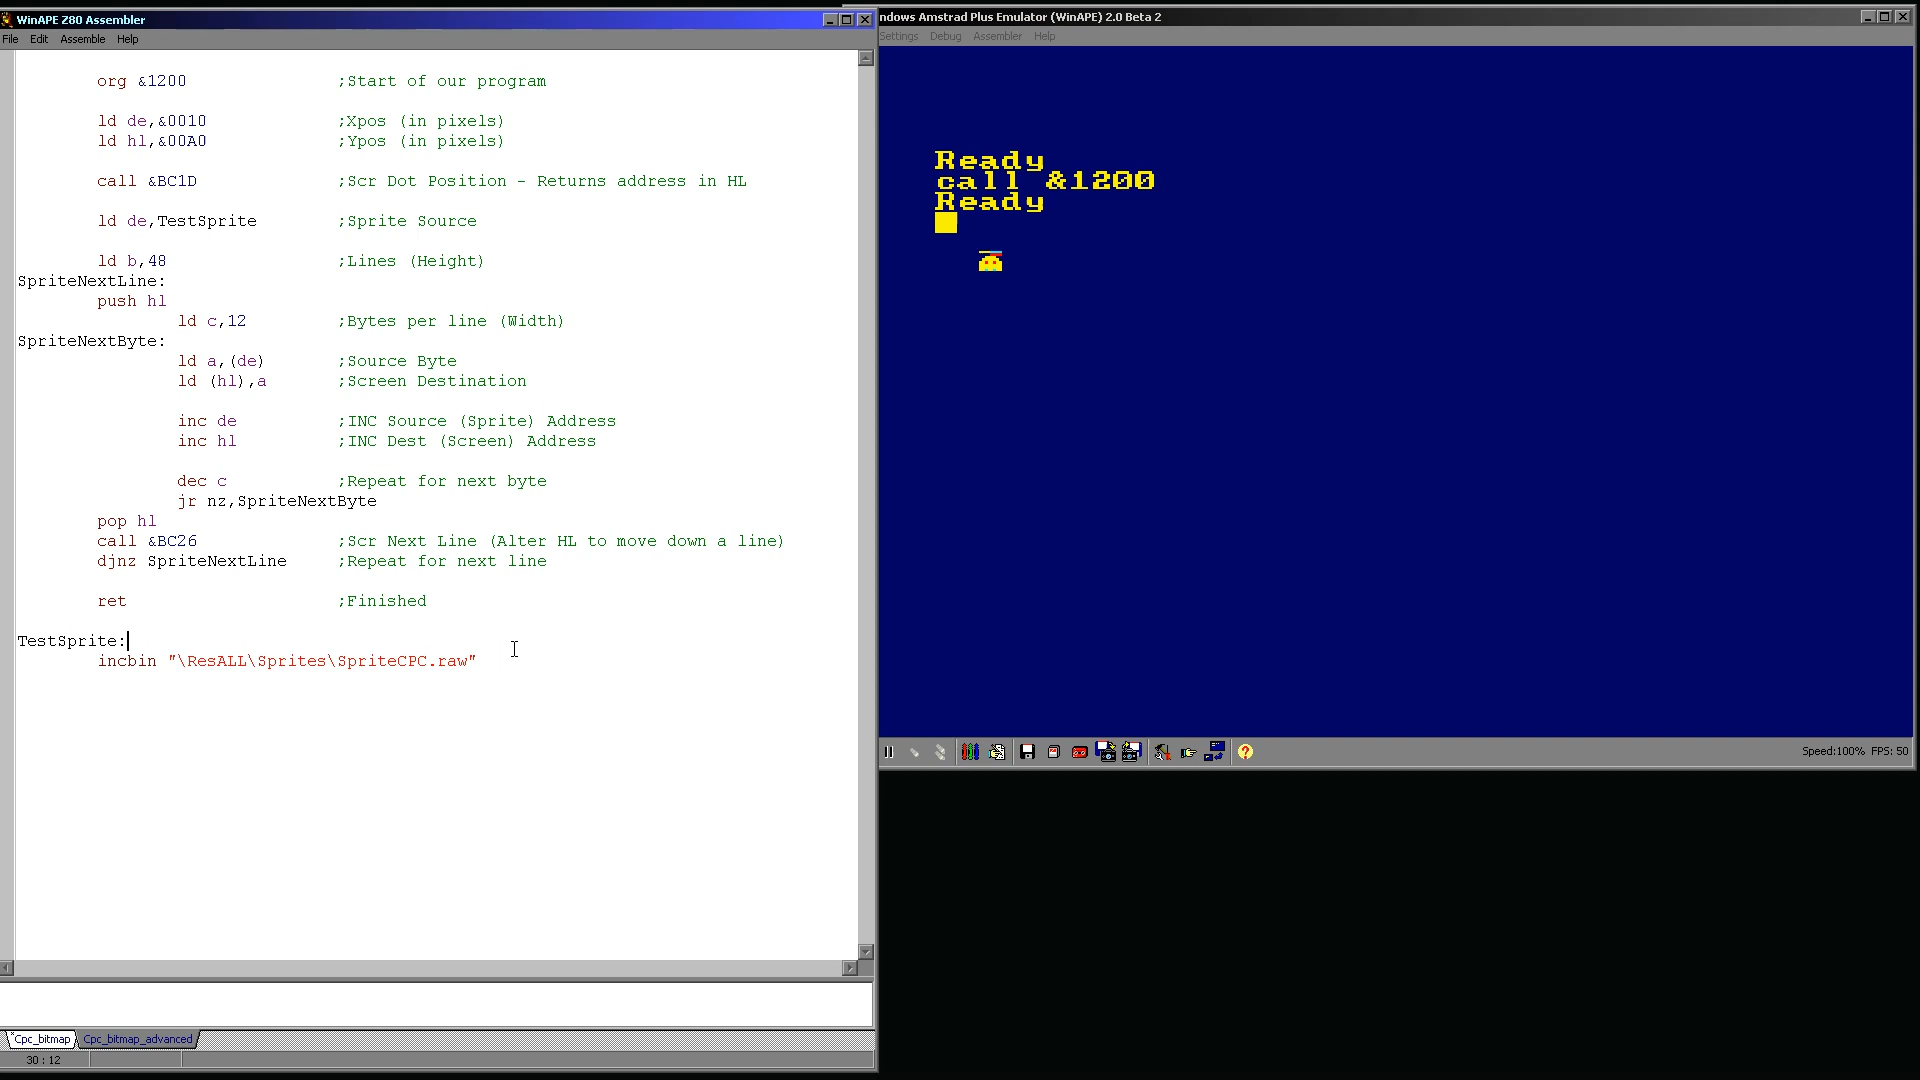 WinAPE Z80 Assembler
File Edit Assemble Help
org &1200 ;Start of our program
ld de,&0010 ;Xpos (in pixels)
ld hl,&00A0 ;Ypos (in pixels)
call &BC1D ;Scr Dot Position - Returns address in HL
ld de,TestSprite ;Sprite Source
ld b,48 ;Lines (Height)
SpriteNextLine:
push hl
ld c,12 ;Bytes per line (Width)
SpriteNextByte:
ld a,(de) ;Source Byte
ld (hl),a ;Screen Destination
inc de ;INC Source (Sprite) Address
inc hl ;INC Dest (Screen) Address
dec c ;Repeat for next byte
jr nz,SpriteNextByte
pop hl
call &BC26 ;Scr Next Line (Alter HL to move down a line)
djnz SpriteNextLine ;Repeat for next line
ret ;Finished
TestSprite:
incbin "\ResALL\Sprites\SpriteCPC.raw"
Cpc_bitmap Cpc_bitmap_advanced
30 : 12
ndows Amstrad Plus Emulator (WinAPE) 2.0 Beta 2
Settings Debug Assembler Help
Ready
call &1200
Ready
Speed:100% FPS: 50